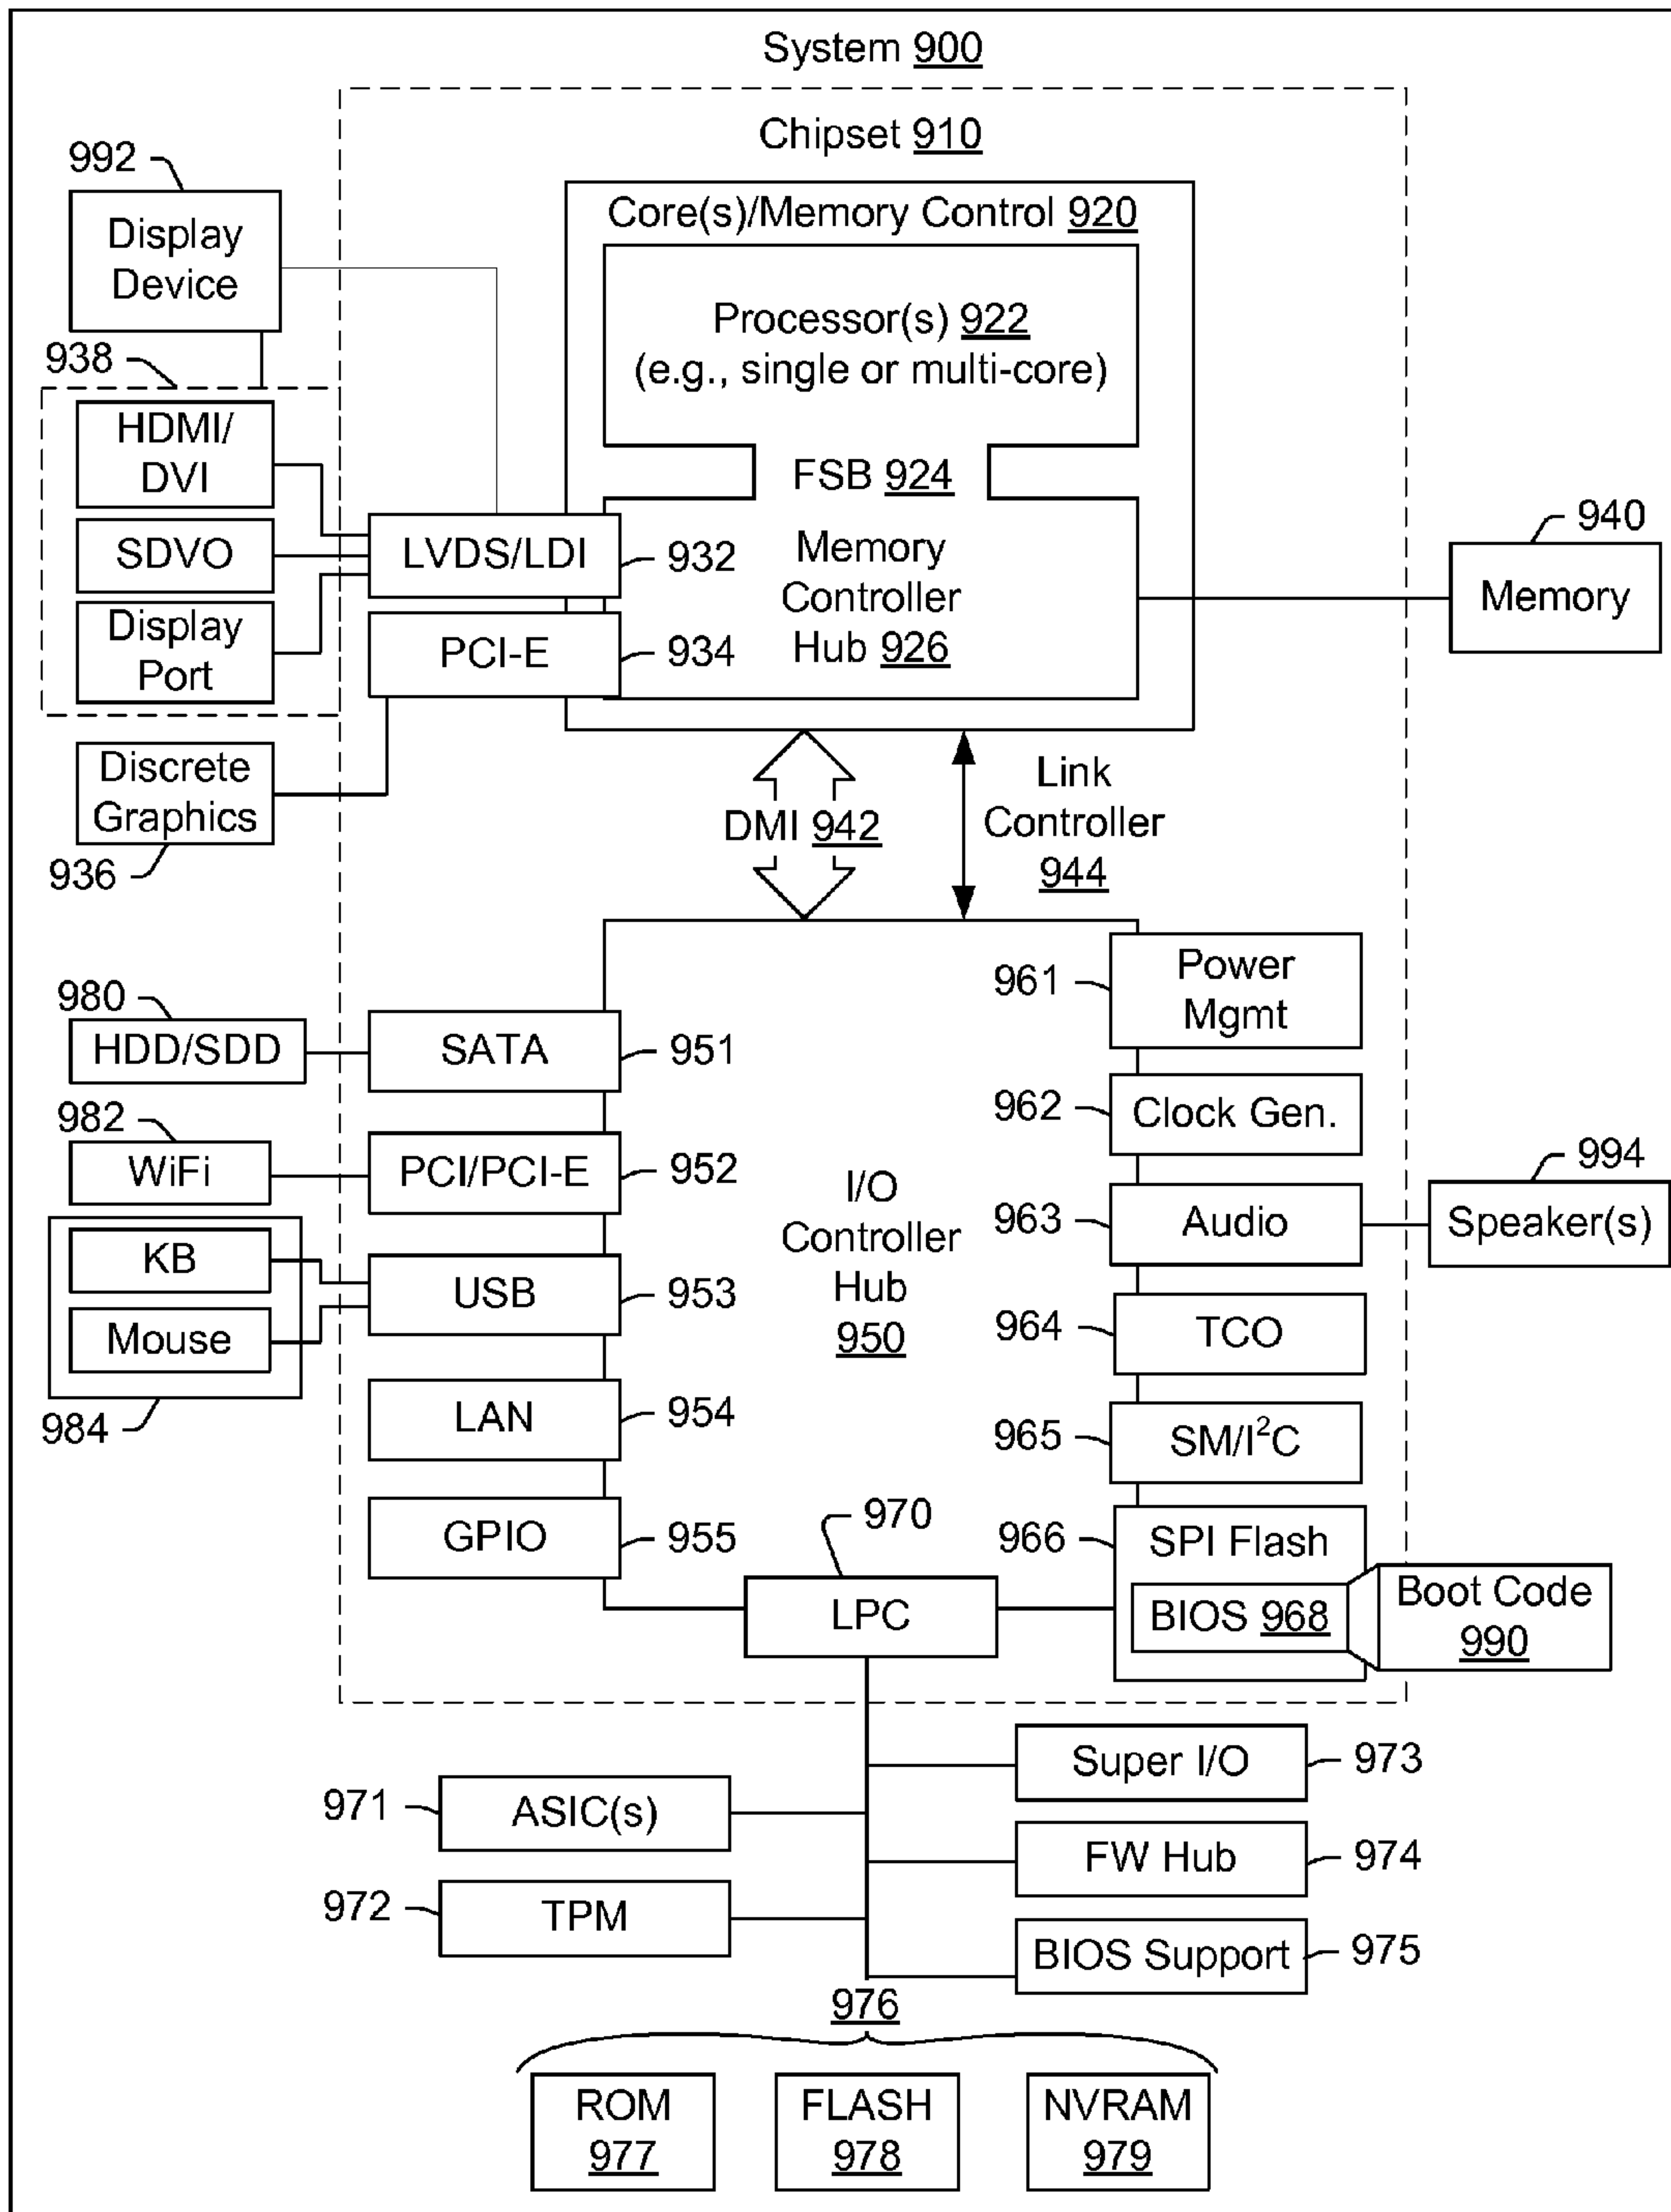 System 900
Chipset 910
992
Display
Device
Core(s)/Memory Control 920
Processor(s) 922
(e.g., single or multi-core)
FSB 924
Memory
Controller
Hub 926
938
HDMI/
DVI
SDVO
Display
Port
LVDS/LDI
932
PCI-E
934
940
Memory
Discrete
Graphics
936
DMI 942
Link
Controller
944
980
HDD/SDD
SATA
951
982
WiFi
PCI/PCI-E
952
KB
Mouse
984
USB
953
LAN
954
GPIO
955
I/O
Controller
Hub
950
961
Power
Mgmt
962
Clock Gen.
963
Audio
994
Speaker(s)
964
TCO
965
SM/I²C
966
SPI Flash
BIOS 968
Boot Code
990
970
LPC
971
ASIC(s)
972
TPM
Super I/O
973
FW Hub
974
BIOS Support
975
976
ROM
977
FLASH
978
NVRAM
979